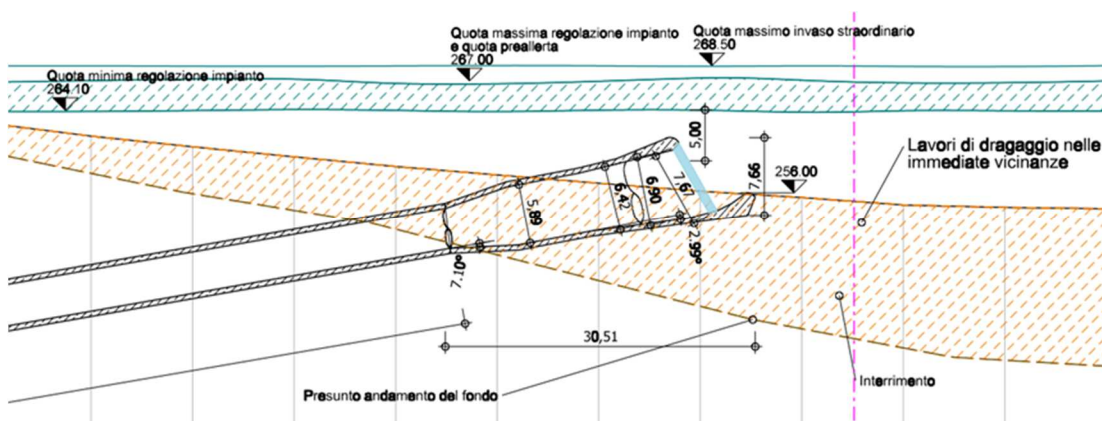 Quota massima regolazione impianto
e quota preallerta
267.00
Quota massimo invaso straordinario
268.50
Quota minima regolazione impianto
264.10
5,00
7,66
Lavori di dragaggio nelle
immediate vicinanze
256.00
7,67
6,90
6,42
5,89
2.99°
7.10°
30,51
Interrimento
Presunto andamento del fondo